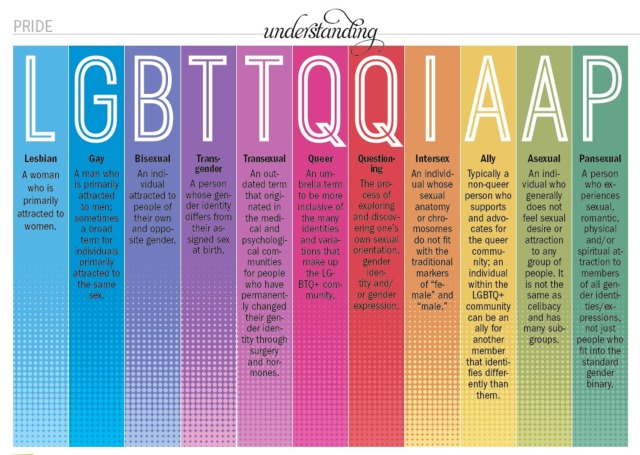 PRIDE
understanding
L
G
B
T
T
Q
Q
I
A
A
P
Lesbian
A woman
who is
primarily
attracted to
women.
Gay
A man who
is primarily
attracted
to men;
sometimes
a broad
term for
individuals
primarily
attracted to
the same
sex.
Bisexual
An indi-
vidual
attracted to
people of
their own
and oppo-
site gender.
Trans-
gender
A person
whose gen-
der identity
differs from
their as-
signed sex
at birth.
Transexual
An out-
dated term
that origi-
nated in
the medi-
cal and
psychologi-
cal com-
munities
for people
who have
permanent-
ly changed
their gen-
der iden-
tity through
surgery
and hor-
mones.
Queer
An um-
brella term
to be more
inclusive of
the many
identities
and varia-
tions that
make up
the LG-
BTQ+ com-
munity.
Question-
ing
The pro-
cess of
exploring
and discov-
ering one's
own sexual
orientation,
gender
iden-
tity and/
or gender
expression.
Intersex
An individ-
ual whose
sexual
anatomy
or chro-
mosomes
do not fit
with the
traditional
markers
of "fe-
male" and
"male."
Ally
Typically a
non-queer
person who
supports
and advo-
cates for
the queer
commu-
nity; an
individual
within the
LGBTQ+
community
can be an
ally for
another
member
that identi-
fies differ-
ently than
them.
Asexual
An indi-
vidual who
generally
does not
feel sexual
desire or
attraction
to any
group of
people. It
is not the
same as
celibacy
and has
many sub-
groups.
Pansexual
A person
who ex-
periences
sexual,
romantic,
physical
and/or
spiritual at-
traction to
members
of all gen-
der identi-
ties/ex-
pressions,
not just
people who
fit into the
standard
gender
binary.